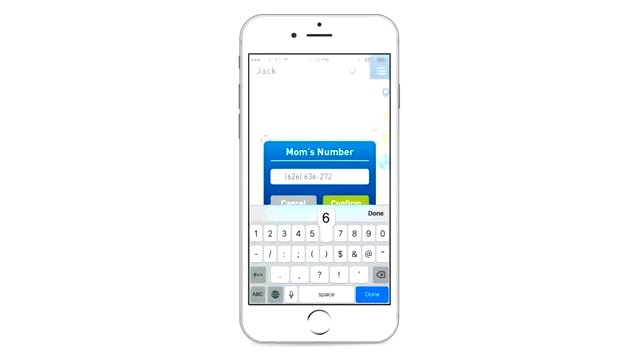 Jack
Mom's Number
(626) 636-272
Cancel Confirm
6
Done
1 2 3 4 5 7 8 9 0
- / : ; ( ) $ & @ "
#+= . , ? ! '
ABC space Done